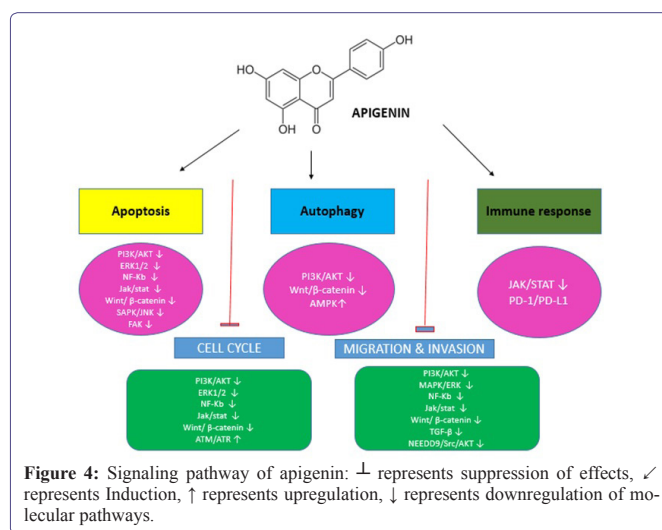 OH
HO
O
OH
O
APIGENIN
Apoptosis
Autophagy
Immune response
PI3K/AKT ↓
ERK1/2 ↓
NF-Kb ↓
Jak/stat ↓
Wint/ β-catenin ↓
SAPK/JNK ↓
FAK ↓
PI3K/AKT ↓
Wnt/β-catenin ↓
AMPK↑
JAK/STAT ↓
PD-1/PD-L1
CELL CYCLE
MIGRATION & INVASION
PI3K/AKT ↓
ERK1/2 ↓
NF-Kb ↓
Jak/stat ↓
Wint/ β-catenin ↓
ATM/ATR ↑
PI3K/AKT ↓
MAPK/ERK ↓
NF-Kb ↓
Jak/stat ↓
Wint/ β-catenin ↓
TGF-β ↓
NEEDD9/Src/AKT ↓
Figure 4: Signaling pathway of apigenin: ┴ represents suppression of effects, ↙
represents Induction, ↑ represents upregulation, ↓ represents downregulation of mo-
lecular pathways.